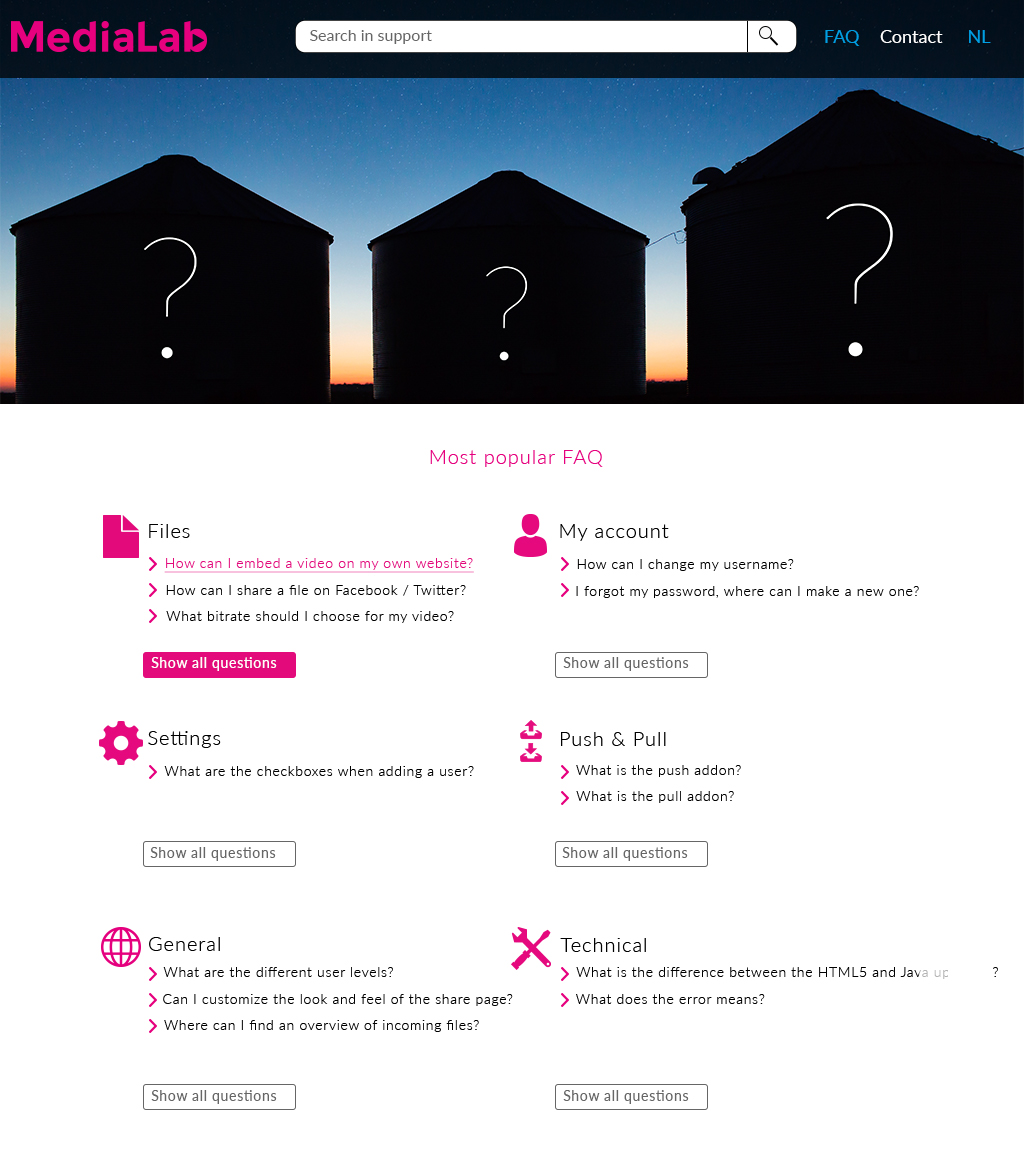 MediaLab
Search in support
FAQ Contact NL
?
?
?
Most popular FAQ
Files
How can I embed a video on my own website?
How can I share a file on Facebook / Twitter?
What bitrate should I choose for my video?
Show all questions
My account
How can I change my username?
I forgot my password, where can I make a new one?
Show all questions
Settings
What are the checkboxes when adding a user?
Show all questions
Push & Pull
What is the push addon?
What is the pull addon?
Show all questions
General
What are the different user levels?
Can I customize the look and feel of the share page?
Where can I find an overview of incoming files?
Show all questions
Technical
What is the difference between the HTML5 and Java up ?
What does the error means?
Show all questions